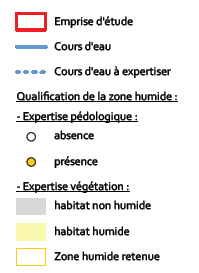 Emprise d'étude
Cours d'eau
Cours d'eau à expertiser
Qualification de la zone humide :
- Expertise pédologique :
absence
présence
- Expertise végétation :
habitat non humide
habitat humide
Zone humide retenue